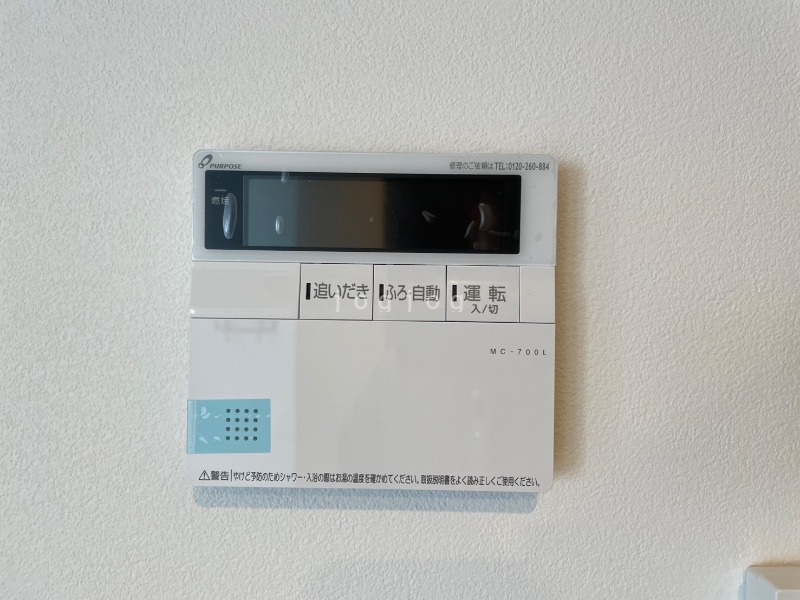 PURPOSE
修理のご依頼は TEL:0120-260-884
燃焼
追いだき
ふろ自動
運転
入/切
MC-700L
⚠警告 やけど予防のためシャワー・入浴の際はお湯の温度を確かめてください。取扱説明書をよく読み正しくご使用ください。